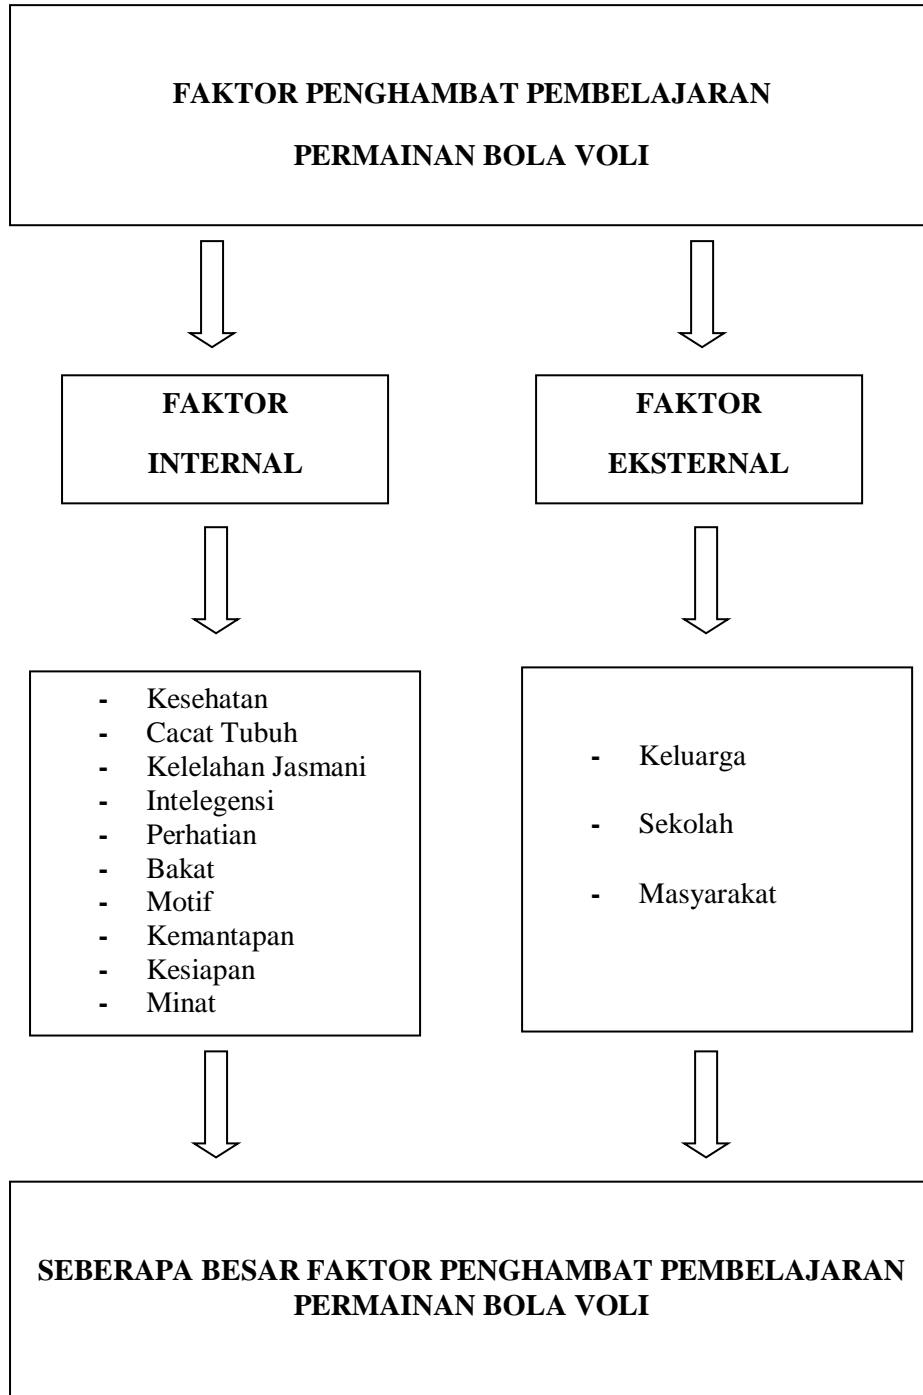 FAKTOR PENGHAMBAT PEMBELAJARAN
PERMAINAN BOLA VOLI
FAKTOR
INTERNAL
FAKTOR
EKSTERNAL
- Kesehatan
- Cacat Tubuh
- Kelelahan Jasmani
- Intelegensi
- Perhatian
- Bakat
- Motif
- Kemantapan
- Kesiapan
- Minat
- Keluarga
- Sekolah
- Masyarakat
SEBERAPA BESAR FAKTOR PENGHAMBAT PEMBELAJARAN
PERMAINAN BOLA VOLI